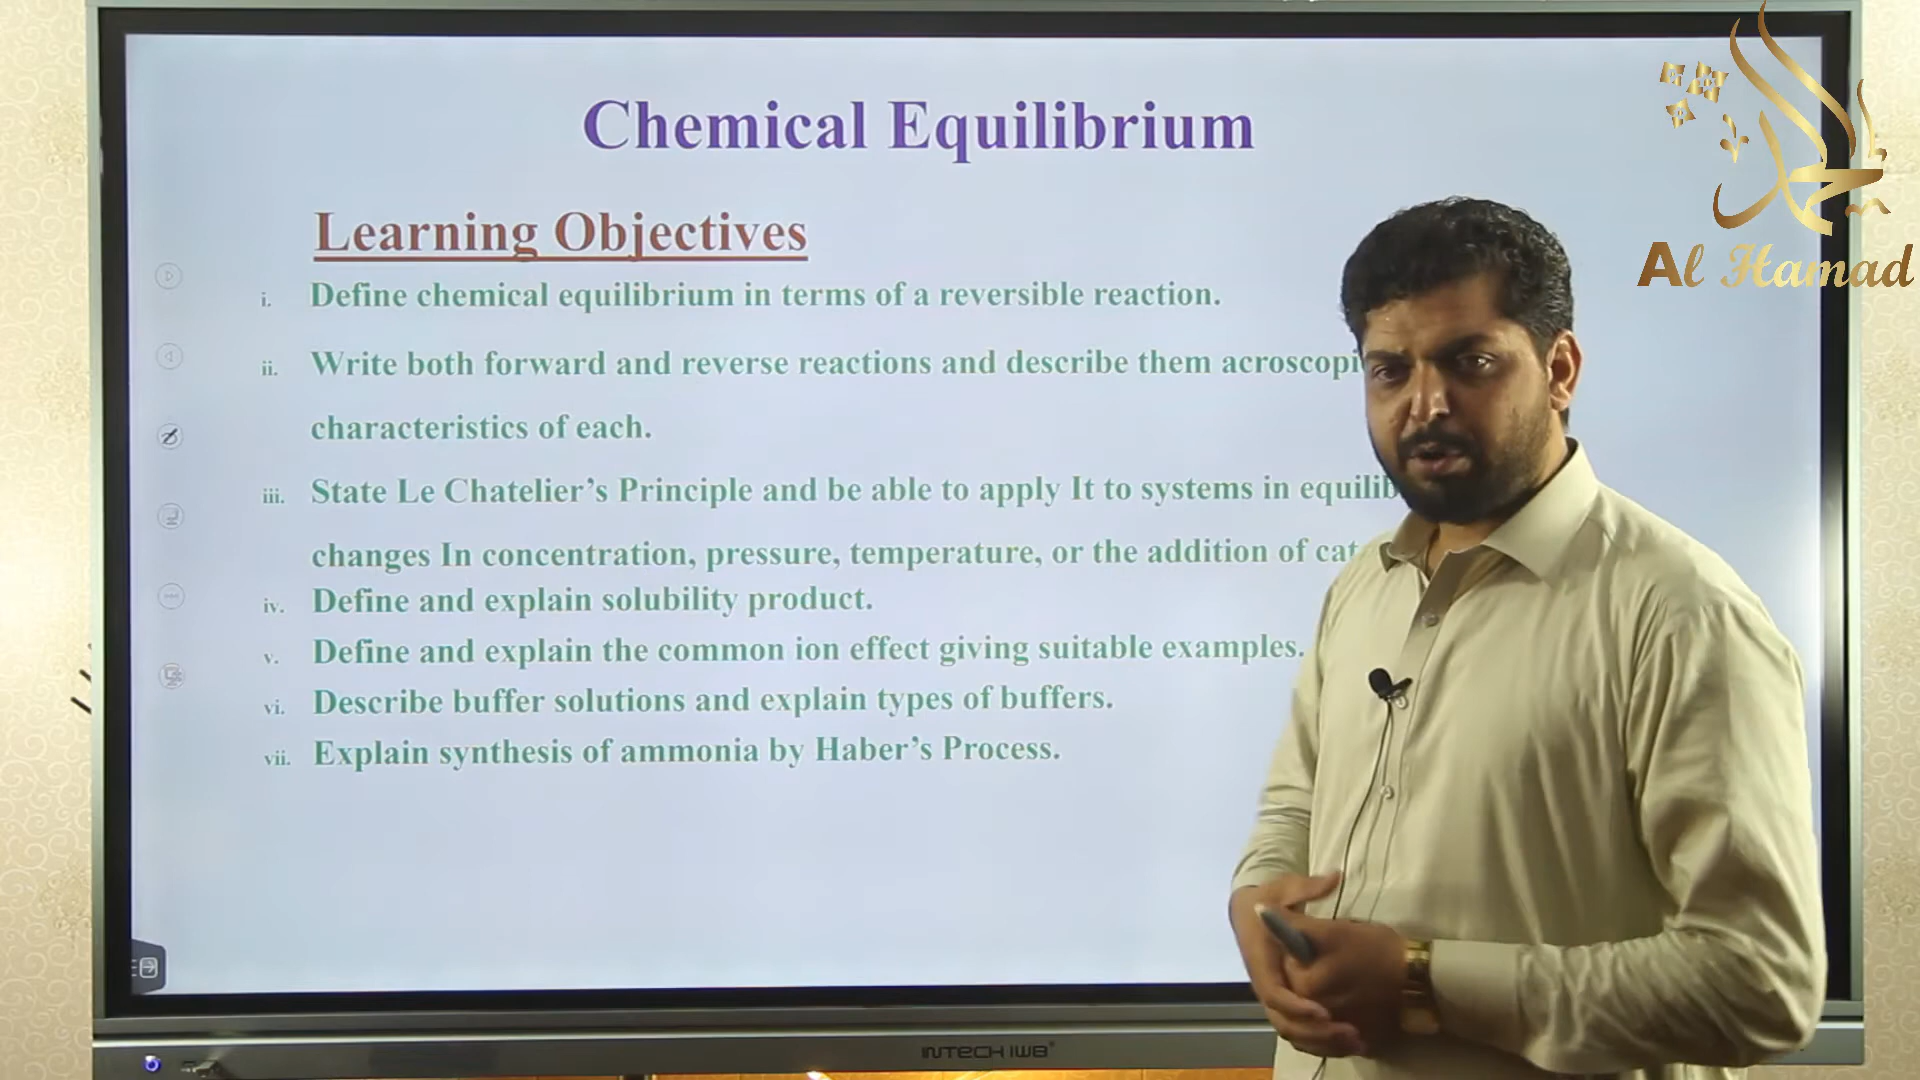 Chemical Equilibrium
Learning Objectives
i. Define chemical equilibrium in terms of a reversible reaction.
ii. Write both forward and reverse reactions and describe them acroscopi
characteristics of each.
iii. State Le Chatelier’s Principle and be able to apply It to systems in equilib
changes In concentration, pressure, temperature, or the addition of cat
iv. Define and explain solubility product.
v. Define and explain the common ion effect giving suitable examples.
vi. Describe buffer solutions and explain types of buffers.
vii. Explain synthesis of ammonia by Haber’s Process.
Al Hamad
INTECH IWB